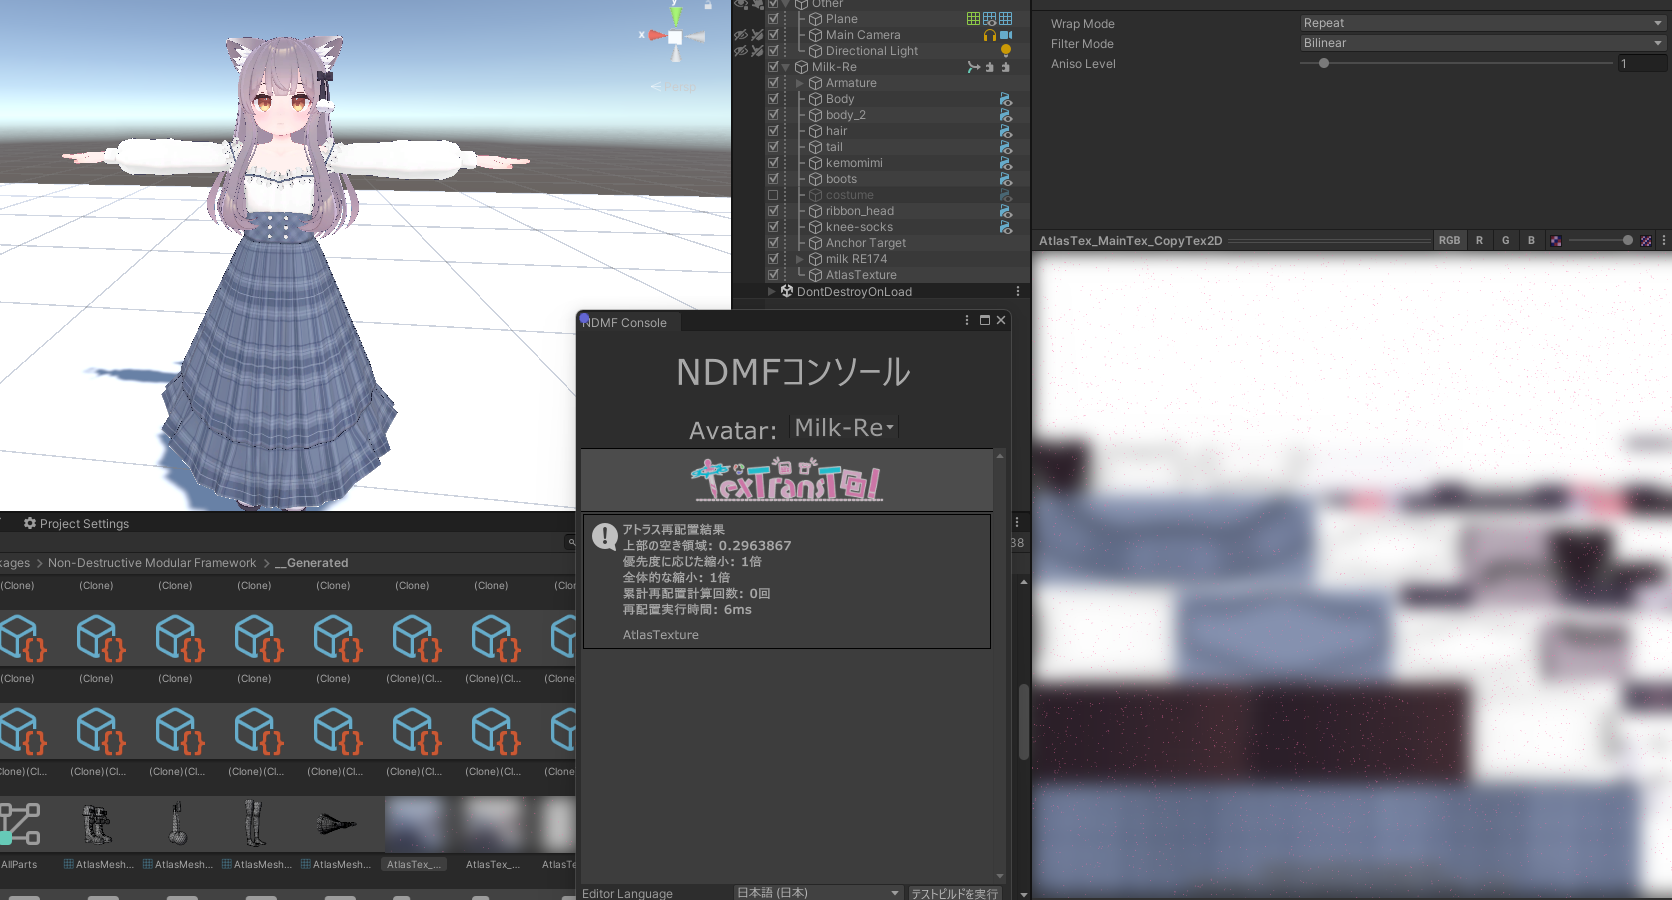 y
x
Persp
Other
Plane
Main Camera
Directional Light
Milk-Re
Armature
Body
body_2
hair
tail
kemomimi
boots
costume
ribbon_head
knee-socks
Anchor Target
milk RE174
AtlasTexture
DontDestroyOnLoad
Wrap Mode
Repeat
Filter Mode
Bilinear
Aniso Level
1
AtlasTex_MainTex_CopyTex2D
RGB
R
G
B
NDMF Console
NDMFコンソール
Avatar: Milk-Re
TexTransTool
アトラス再配置結果
上部の空き領域: 0.2963867
優先度に応じた縮小: 1倍
全体的な縮小: 1倍
累計再配置計算回数: 0回
再配置実行時間: 6ms
AtlasTexture
Editor Language
日本語 (日本)
テストビルドを実行
Project Settings
38
kages > Non-Destructive Modular Framework > __Generated
(Clone) (Clone) (Clone) (Clone) (Clone) (Clone) (Clone) (Clone)
(Clone) (Clone) (Clone) (Clone) (Clone) (Clone)(Cl... (Clone)(Cl... (Clone
Clone)(Cl... (Clone)(Cl... (Clone)(Cl... (Clone)(Cl... (Clone)(Cl... (Clone)(Cl... (Clone)(Cl... (Clone
AllParts AtlasMesh... AtlasMesh... AtlasMesh... AtlasMesh... AtlasTex_... AtlasTex_... AtlasTe